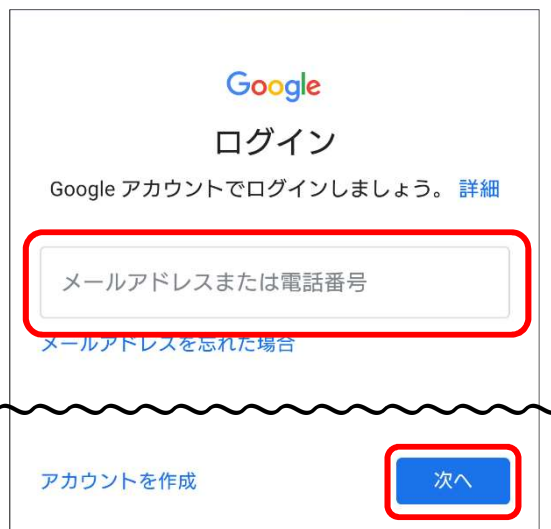 Google
ログイン
Google アカウントでログインしましょう。 詳細
メールアドレスまたは電話番号
メールアドレスを忘れた場合
アカウントを作成
次へ